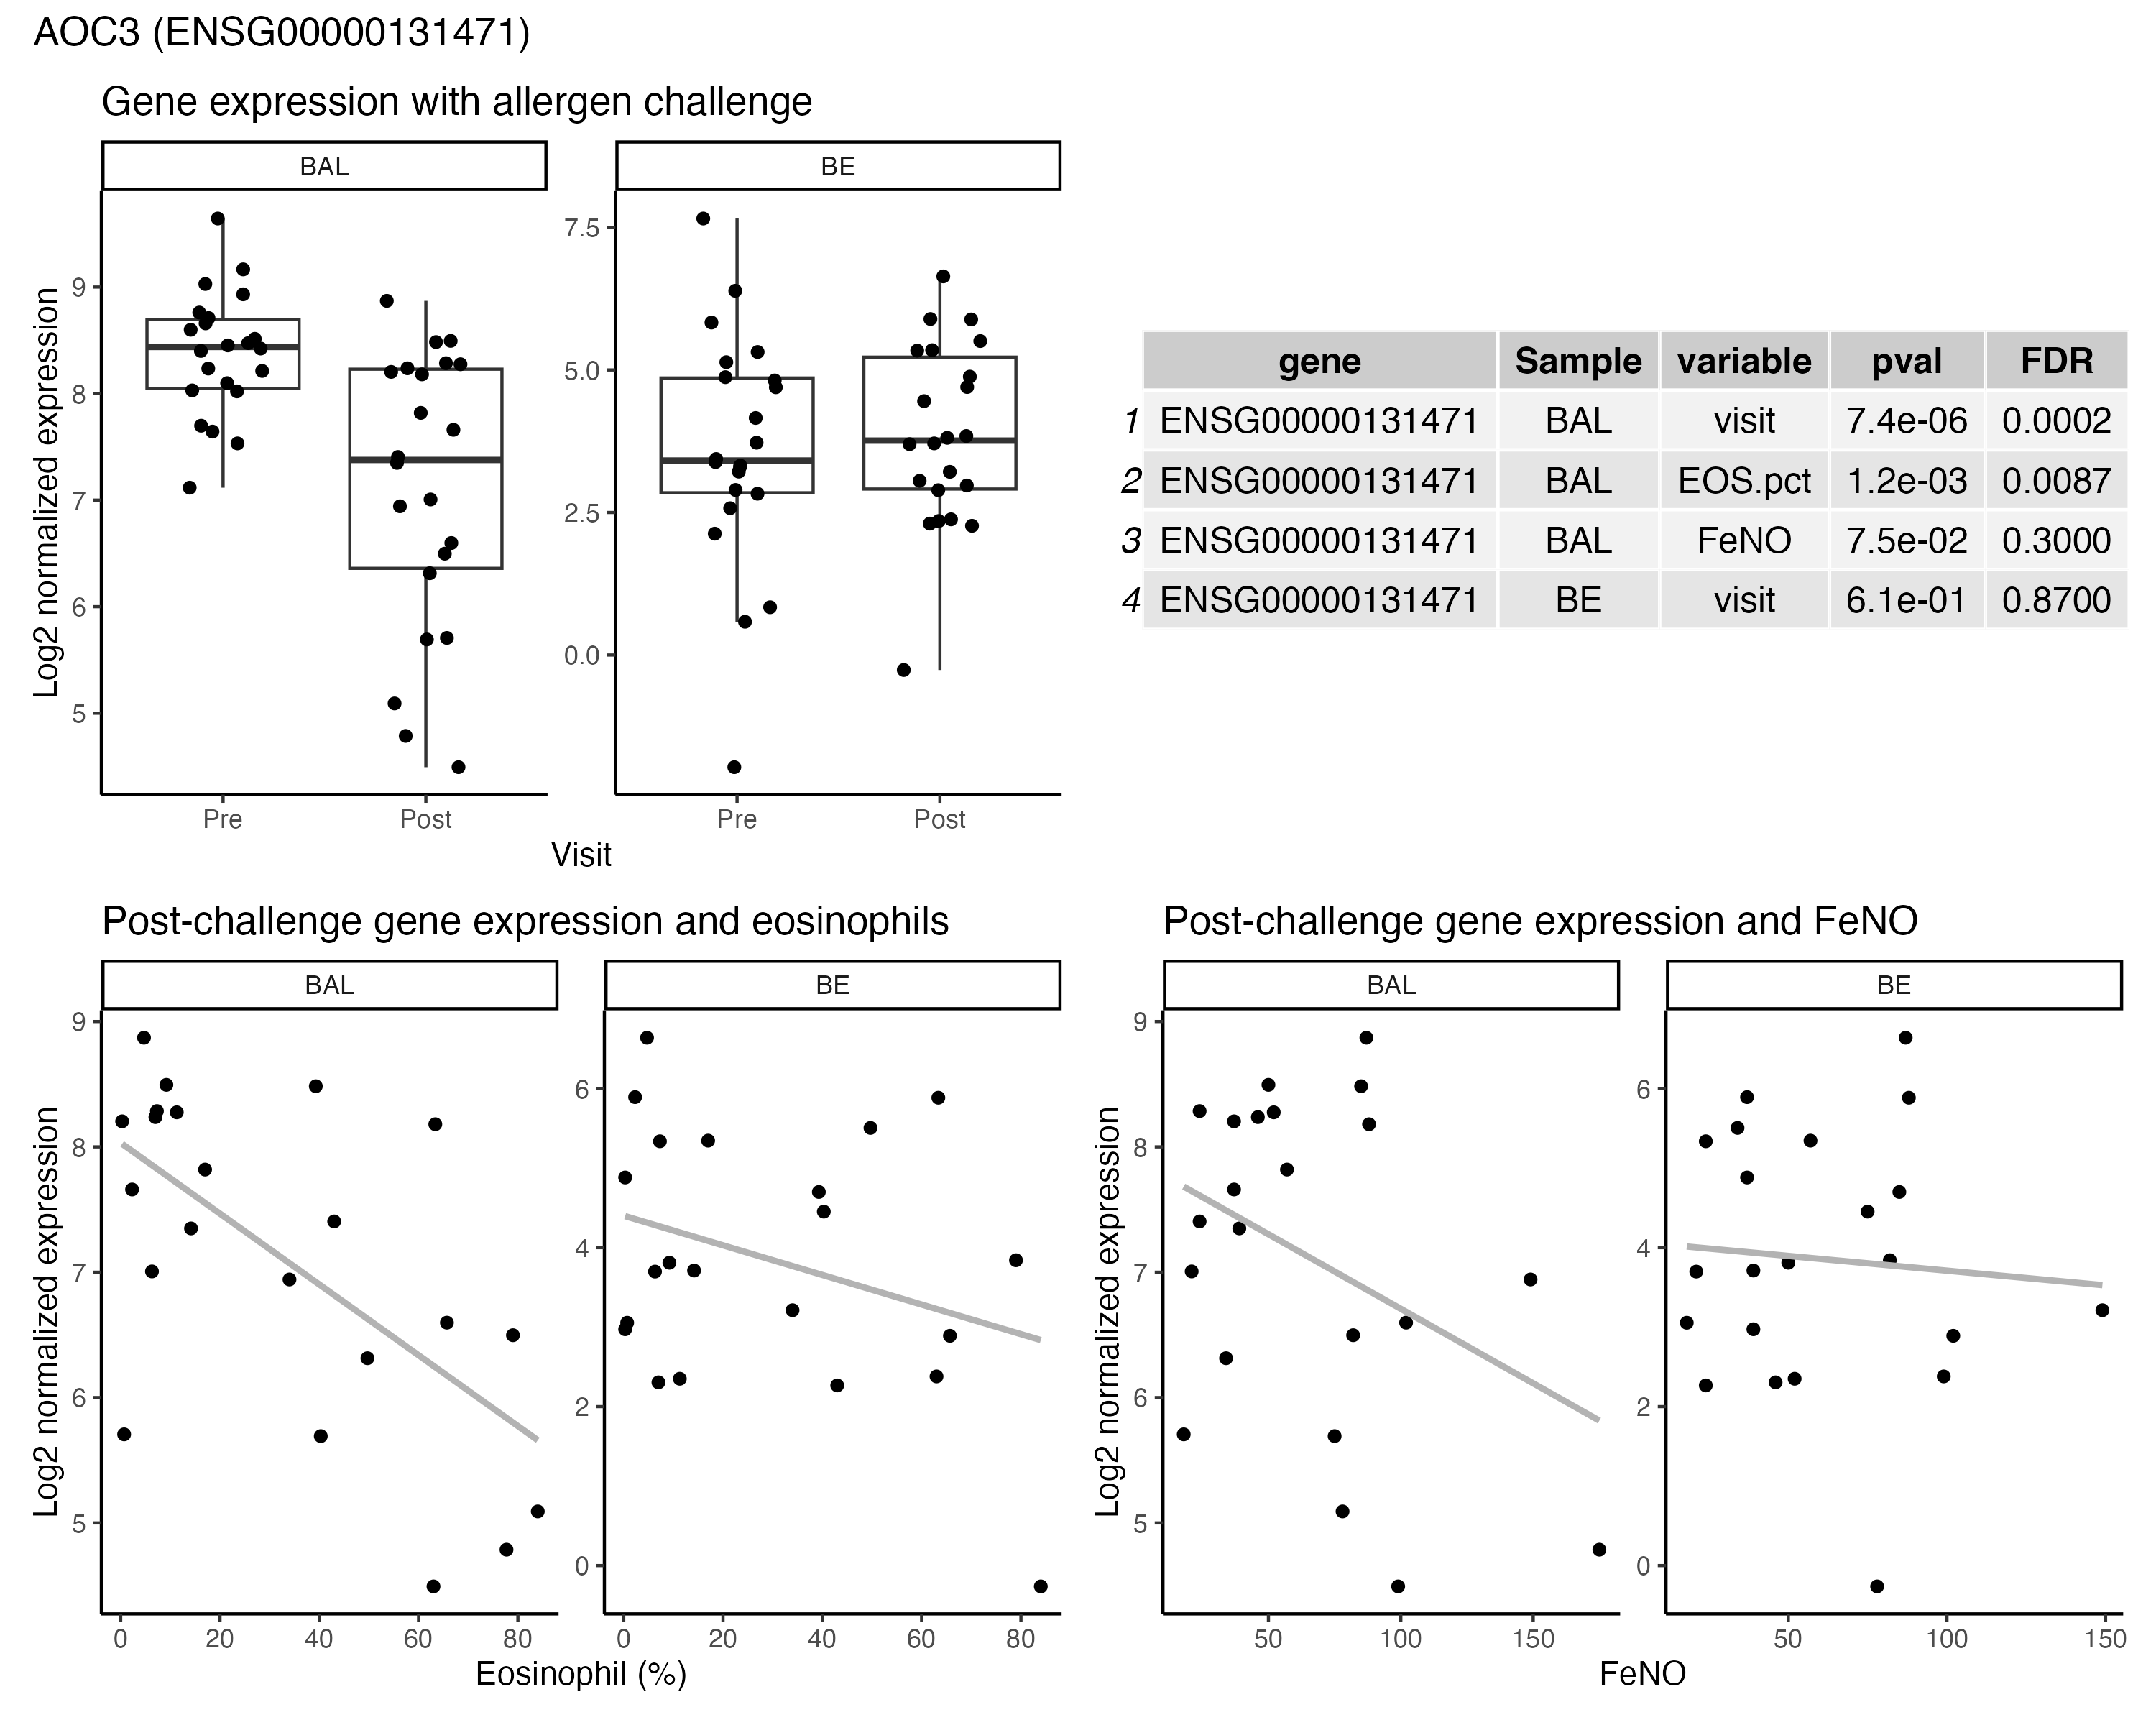 AOC3 (ENSG00000131471)
Gene expression with allergen challenge
BAL
BE
Log2 normalized expression
9
8
7
6
5
7.5
5.0
2.5
0.0
Pre
Post
Pre
Post
Visit
gene Sample variable pval FDR
1 ENSG00000131471 BAL visit 7.4e-06 0.0002
2 ENSG00000131471 BAL EOS.pct 1.2e-03 0.0087
3 ENSG00000131471 BAL FeNO 7.5e-02 0.3000
4 ENSG00000131471 BE visit 6.1e-01 0.8700
Post-challenge gene expression and eosinophils
BAL
BE
Log2 normalized expression
9
8
7
6
5
6
4
2
0
0 20 40 60 80
0 20 40 60 80
Eosinophil (%)
Post-challenge gene expression and FeNO
BAL
BE
Log2 normalized expression
9
8
7
6
5
6
4
2
0
50 100 150
50 100 150
FeNO